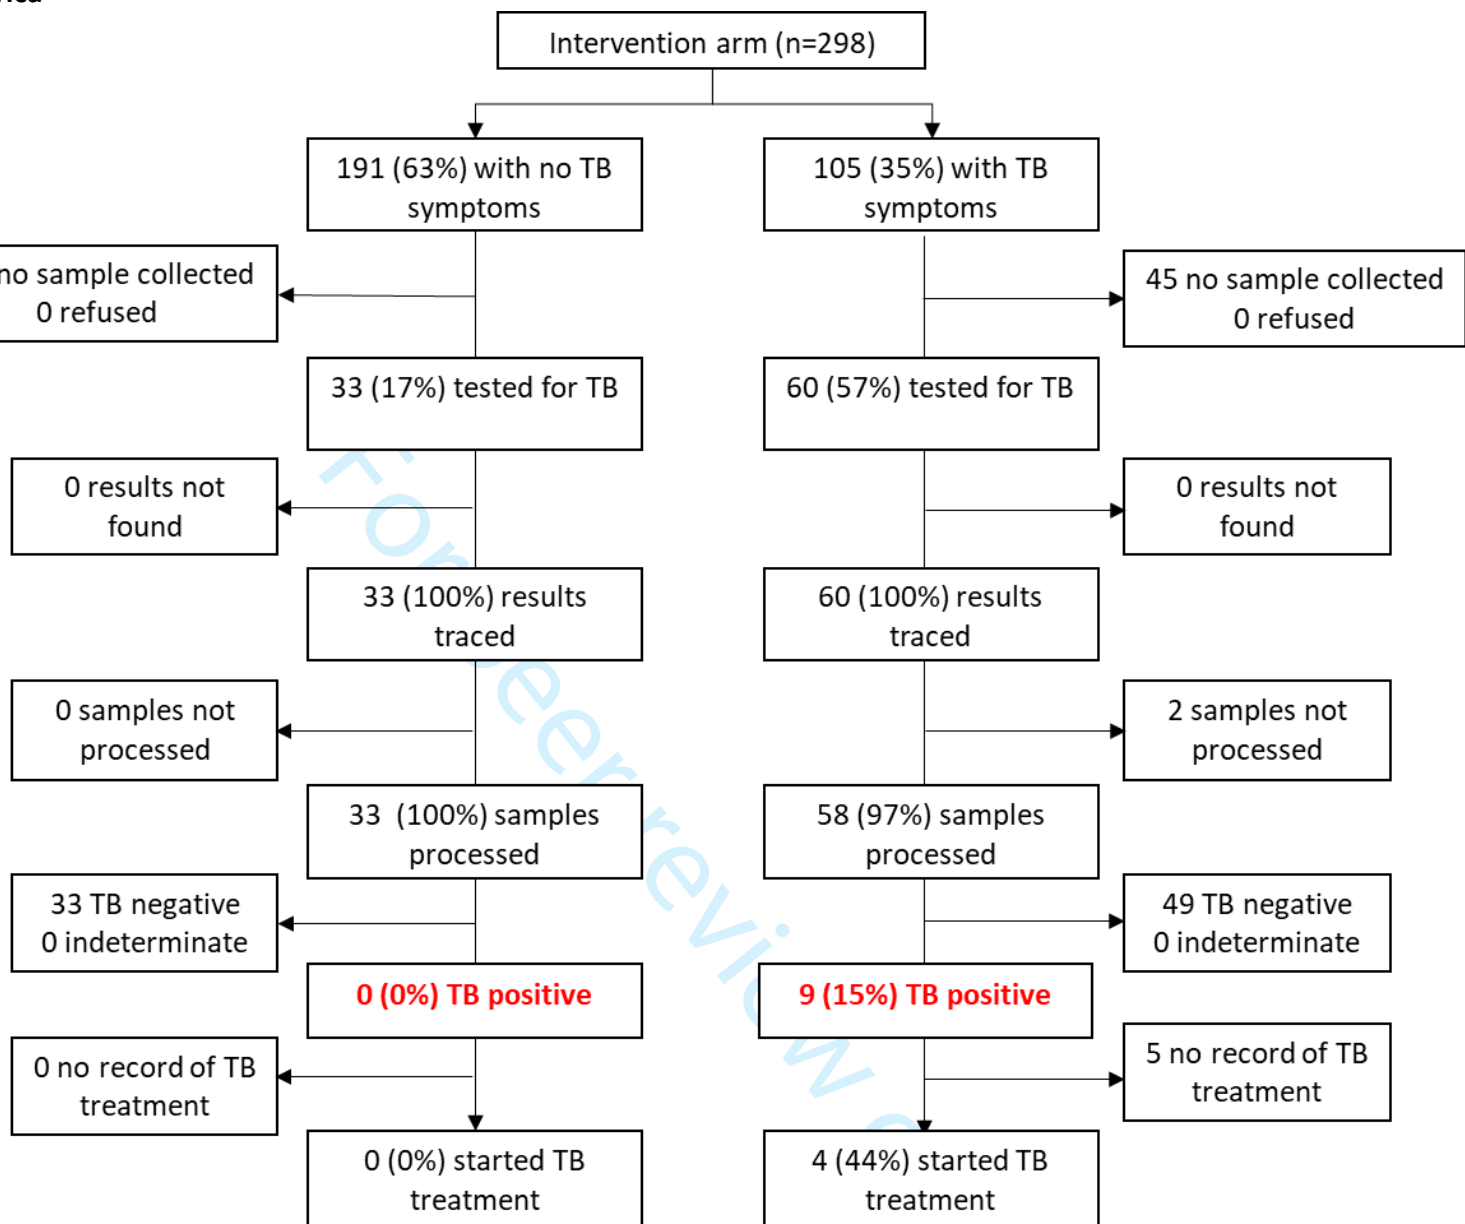 Intervention arm (n=298)
191 (63%) with no TB
symptoms
105 (35%) with TB
symptoms
no sample collected
0 refused
45 no sample collected
0 refused
33 (17%) tested for TB
60 (57%) tested for TB
0 results not
found
0 results not
found
33 (100%) results
traced
60 (100%) results
traced
0 samples not
processed
2 samples not
processed
33 (100%) samples
processed
58 (97%) samples
processed
33 TB negative
0 indeterminate
49 TB negative
0 indeterminate
0 (0%) TB positive
9 (15%) TB positive
0 no record of TB
treatment
5 no record of TB
treatment
0 (0%) started TB
treatment
4 (44%) started TB
treatment
For peer review